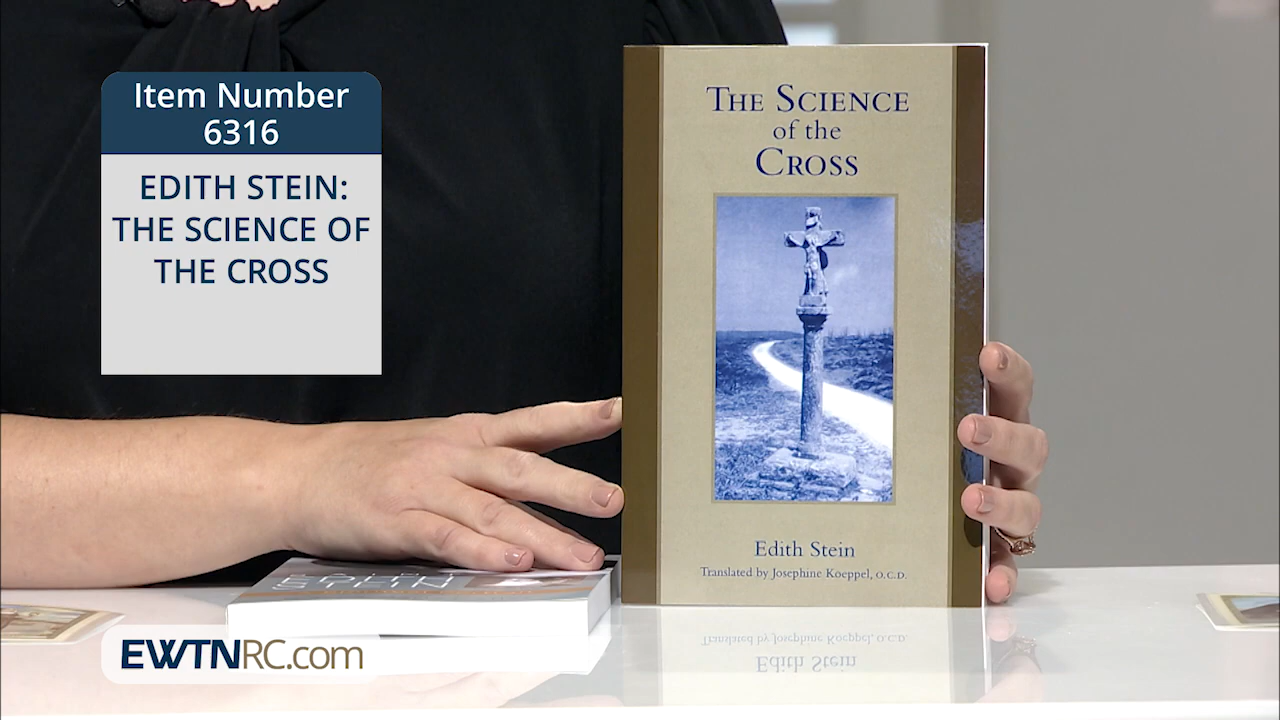 Item Number
6316
EDITH STEIN:
THE SCIENCE OF
THE CROSS
THE SCIENCE
of the
CROSS
Edith Stein
Translated by Josephine Koeppel, O.C.D.
STEIN
EWTNRC.com